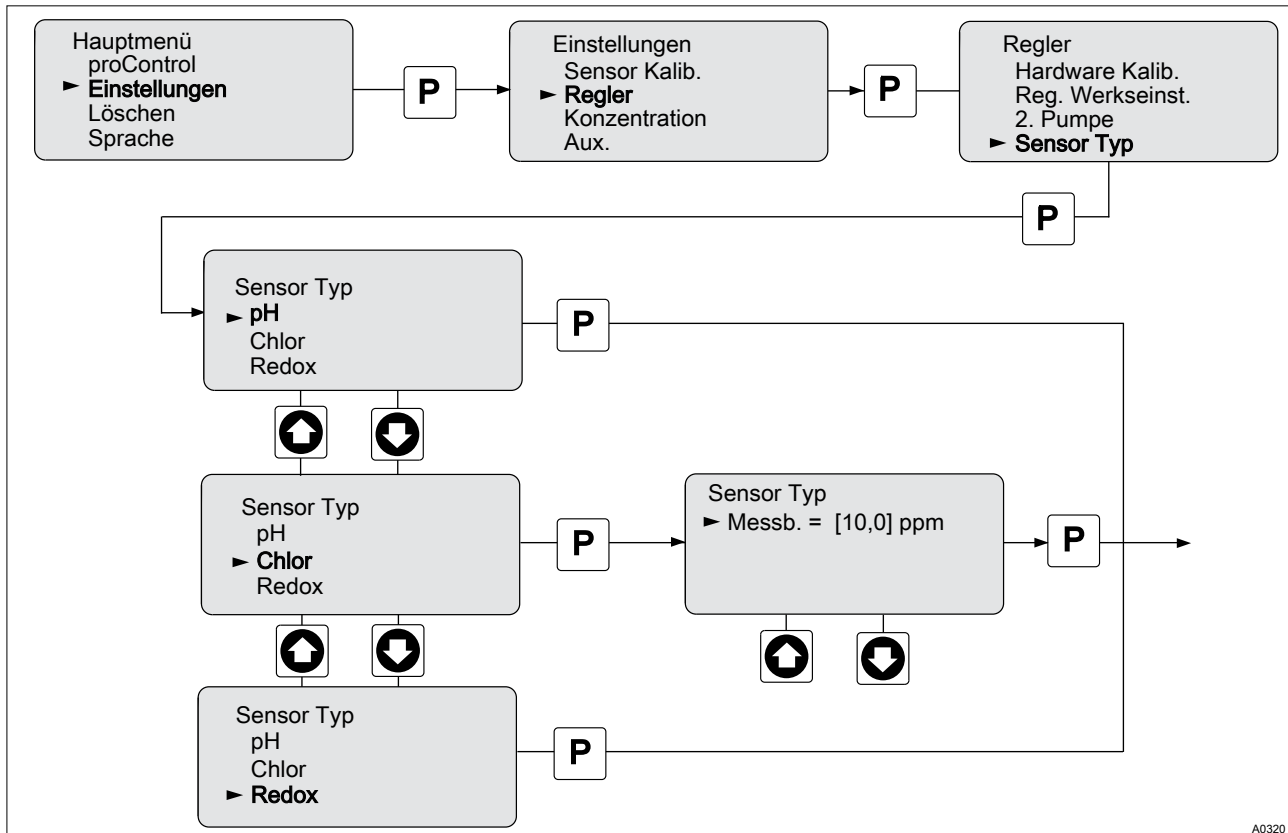 Hauptmenü
proControl
► Einstellungen
Löschen
Sprache
P
Einstellungen
Sensor Kalib.
► Regler
Konzentration
Aux.
P
Regler
Hardware Kalib.
Reg. Werkseinst.
2. Pumpe
► Sensor Typ
P
Sensor Typ
► pH
Chlor
Redox
P
Sensor Typ
pH
► Chlor
Redox
P
Sensor Typ
► Messb. = [10,0] ppm
P
Sensor Typ
pH
Chlor
► Redox
P
A0320